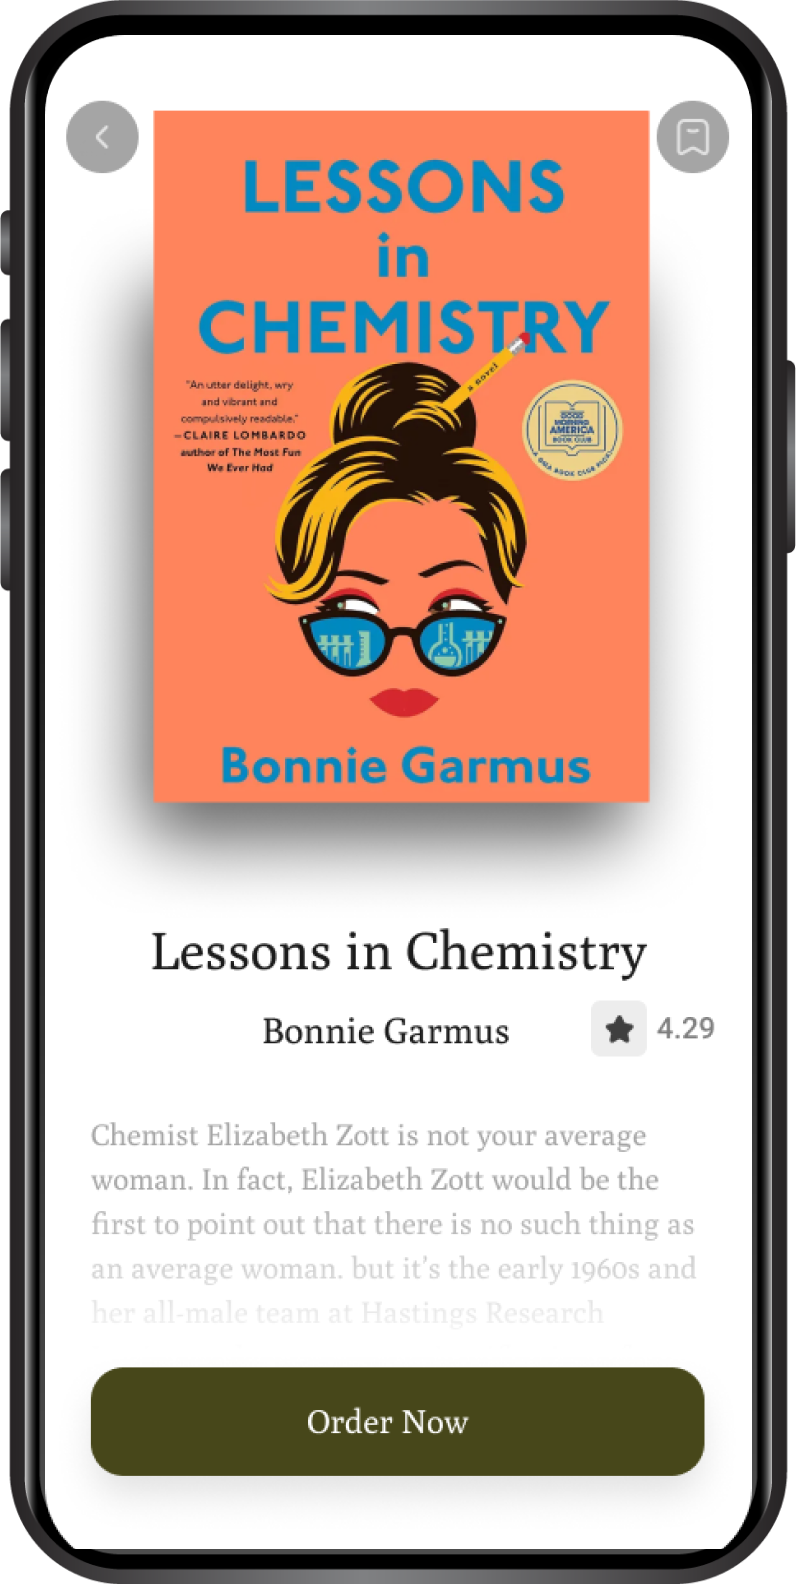 LESSONS
in
CHEMISTRY
a novel
"An utter delight, wry
and vibrant and
compulsively readable."
—CLAIRE LOMBARDO
author of The Most Fun
We Ever Had
GOOD
MORNING
AMERICA
BOOK CLUB
A GMA BOOK CLUB PICK
Bonnie Garmus
Lessons in Chemistry
Bonnie Garmus
4.29
Chemist Elizabeth Zott is not your average
woman. In fact, Elizabeth Zott would be the
first to point out that there is no such thing as
an average woman. but it’s the early 1960s and
her all-male team at Hastings Research
Order Now